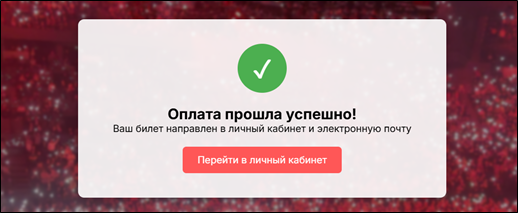 Оплата прошла успешно!
Ваш билет направлен в личный кабинет и электронную почту
Перейти в личный кабинет